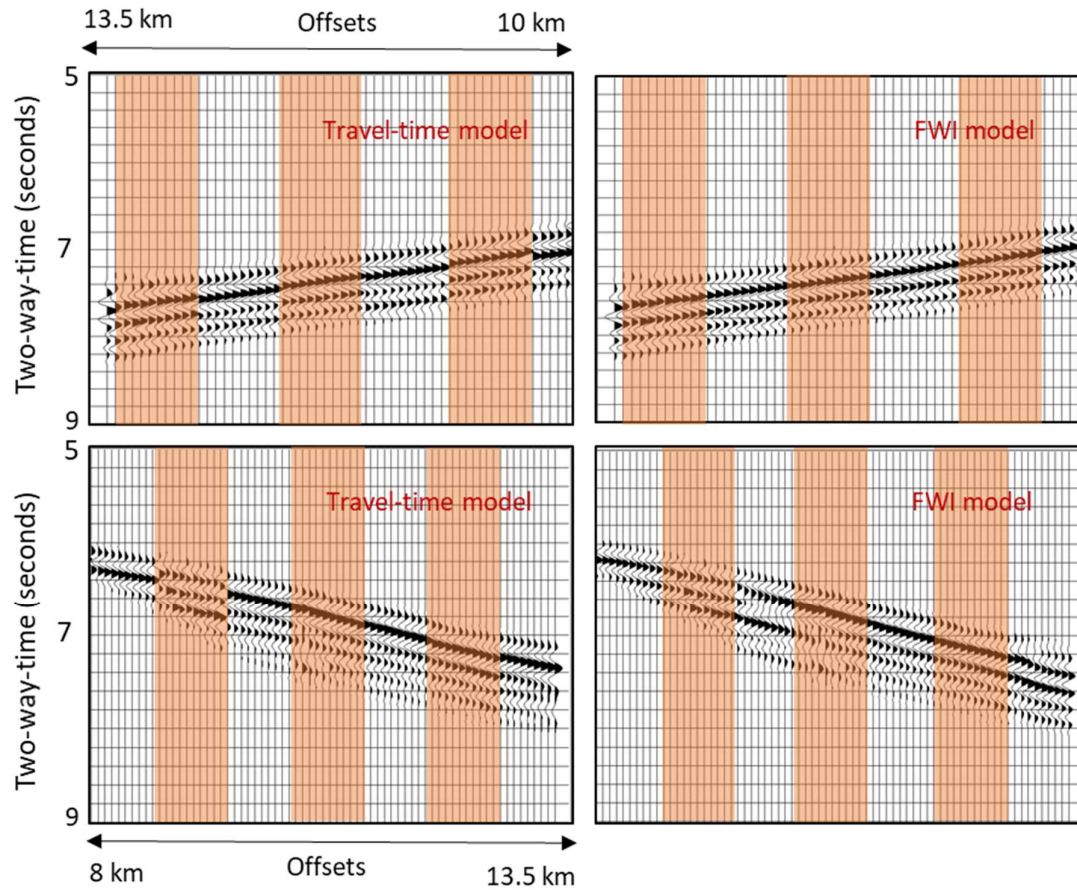 13.5 km Offsets 10 km
5
Travel-time model FWI model
Two-way-time (seconds)
7
9
5
Travel-time model FWI model
Two-way-time (seconds)
7
9
8 km Offsets 13.5 km